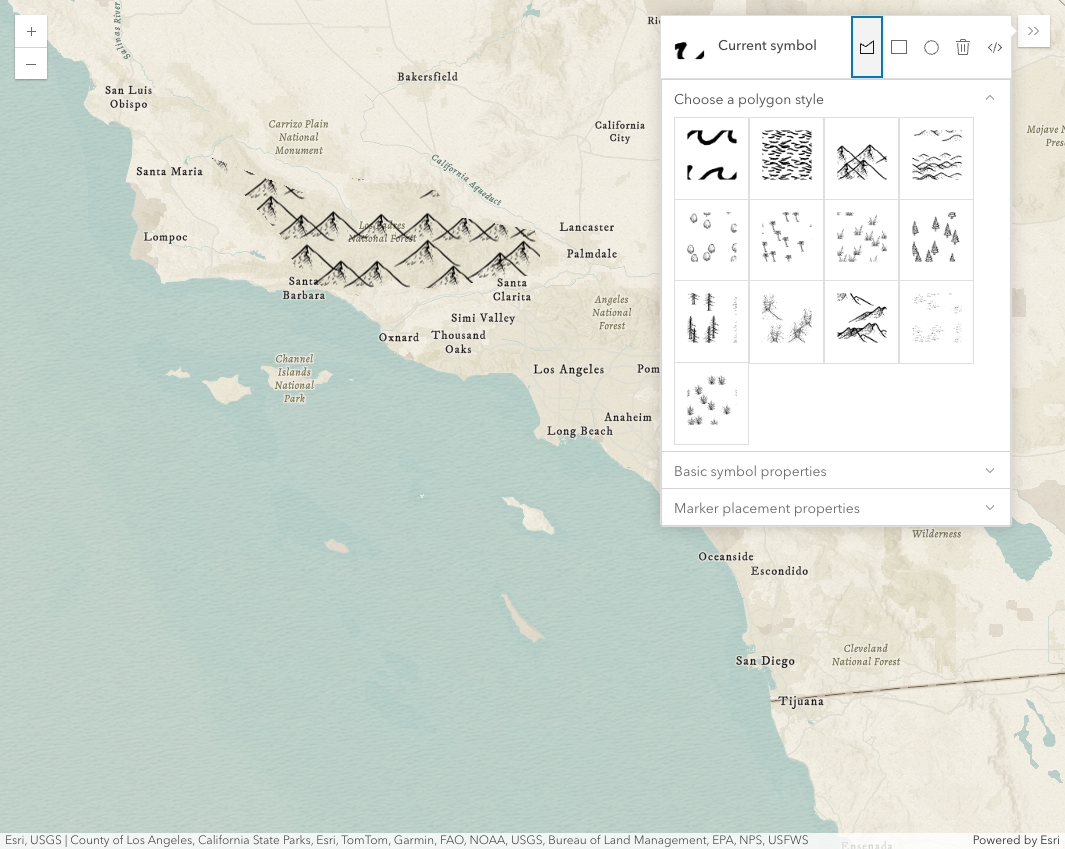 +
−
Salinas River
San Luis
Obispo
Bakersfield
Carrizo Plain
National
Monument
California
City
Mojave N
Pres
Santa Maria
California Aqueduct
Lompoc
Los Padres
National Forest
Lancaster
Palmdale
Santa
Barbara
Santa
Clarita
Angeles
National
Forest
Simi Valley
Oxnard
Thousand
Oaks
Channel
Islands
National
Park
Los Angeles
Pom
Anaheim
Long Beach
Current symbol
Choose a polygon style
Basic symbol properties
Marker placement properties
Wilderness
Oceanside
Escondido
Cleveland
National Forest
San Diego
Tijuana
Ensenada
Esri, USGS | County of Los Angeles, California State Parks, Esri, TomTom, Garmin, FAO, NOAA, USGS, Bureau of Land Management, EPA, NPS, USFWS
Powered by Esri